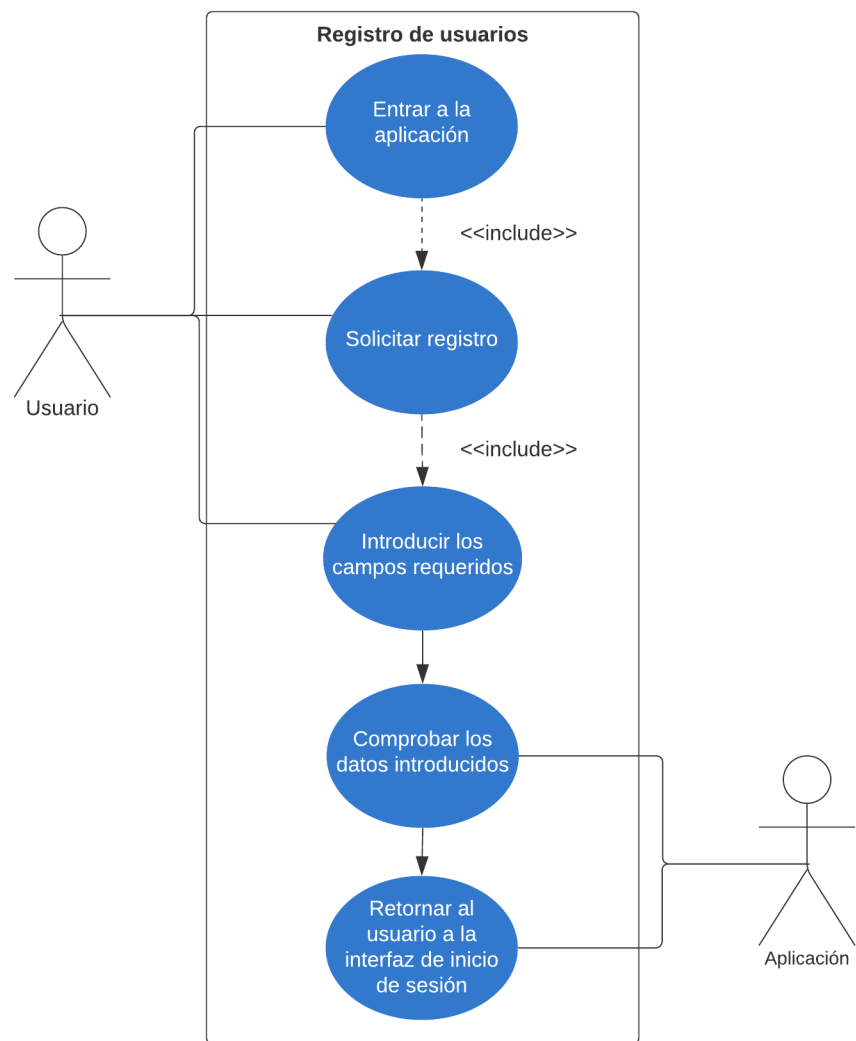 Registro de usuarios
Entrar a la
aplicación
<<include>>
Solicitar registro
Usuario
<<include>>
Introducir los
campos requeridos
Comprobar los
datos introducidos
Retornar al
usuario a la
interfaz de inicio
de sesión
Aplicación